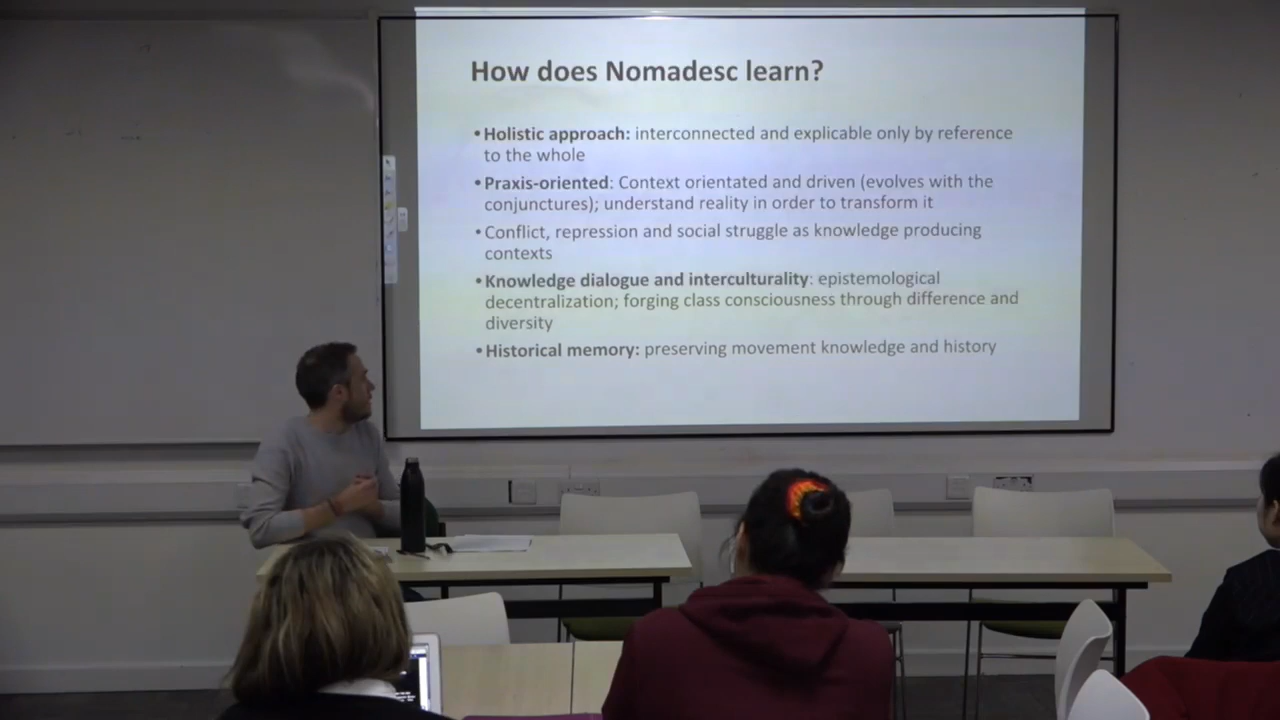 How does Nomadesc learn?
•Holistic approach: interconnected and explicable only by reference
to the whole
•Praxis-oriented: Context orientated and driven (evolves with the
conjunctures); understand reality in order to transform it
•Conflict, repression and social struggle as knowledge producing
contexts
•Knowledge dialogue and interculturality: epistemological
decentralization; forging class consciousness through difference and
diversity
•Historical memory: preserving movement knowledge and history